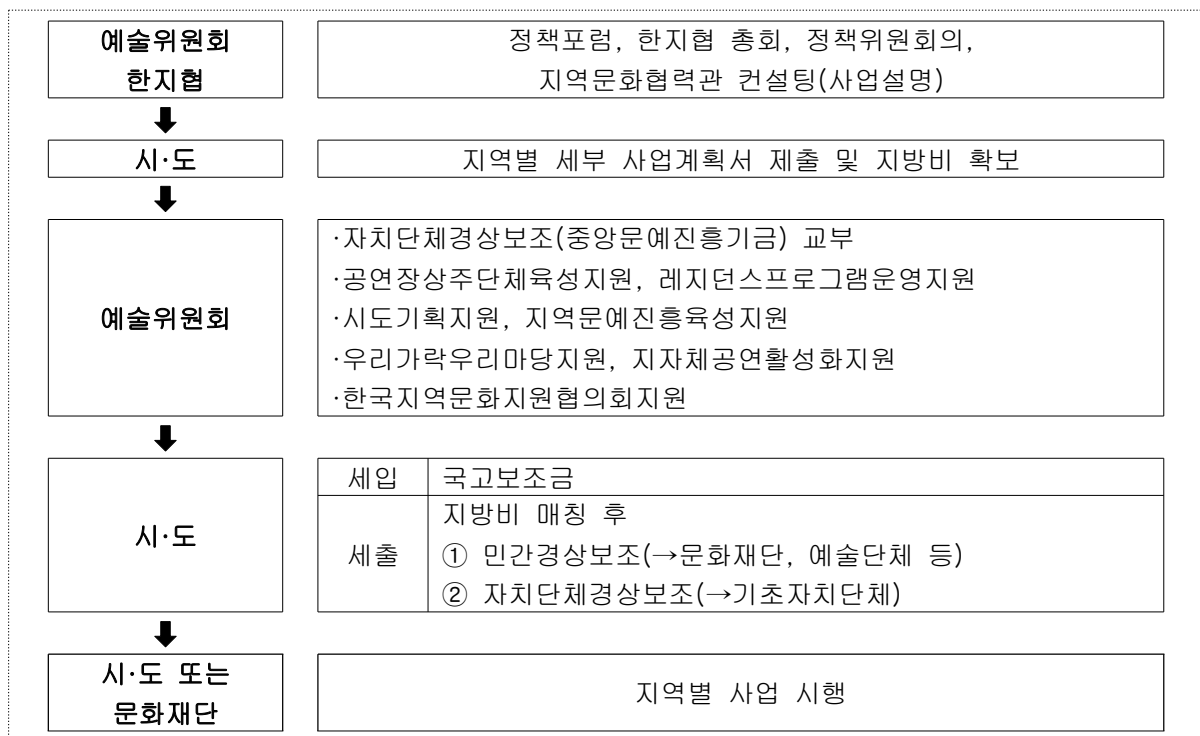 예술위원회
한지협
정책포럼, 한지협 총회, 정책위원회의,
지역문화협력관 컨설팅(사업설명)
시·도
지역별 세부 사업계획서 제출 및 지방비 확보
예술위원회
·자치단체경상보조(중앙문예진흥기금) 교부
·공연장상주단체육성지원, 레지던스프로그램운영지원
·시도기획지원, 지역문예진흥육성지원
·우리가락우리마당지원, 지자체공연활성화지원
·한국지역문화지원협의회지원
시·도
세입 국고보조금
세출
지방비 매칭 후
① 민간경상보조(→문화재단, 예술단체 등)
② 자치단체경상보조(→기초자치단체)
시·도 또는
문화재단
지역별 사업 시행